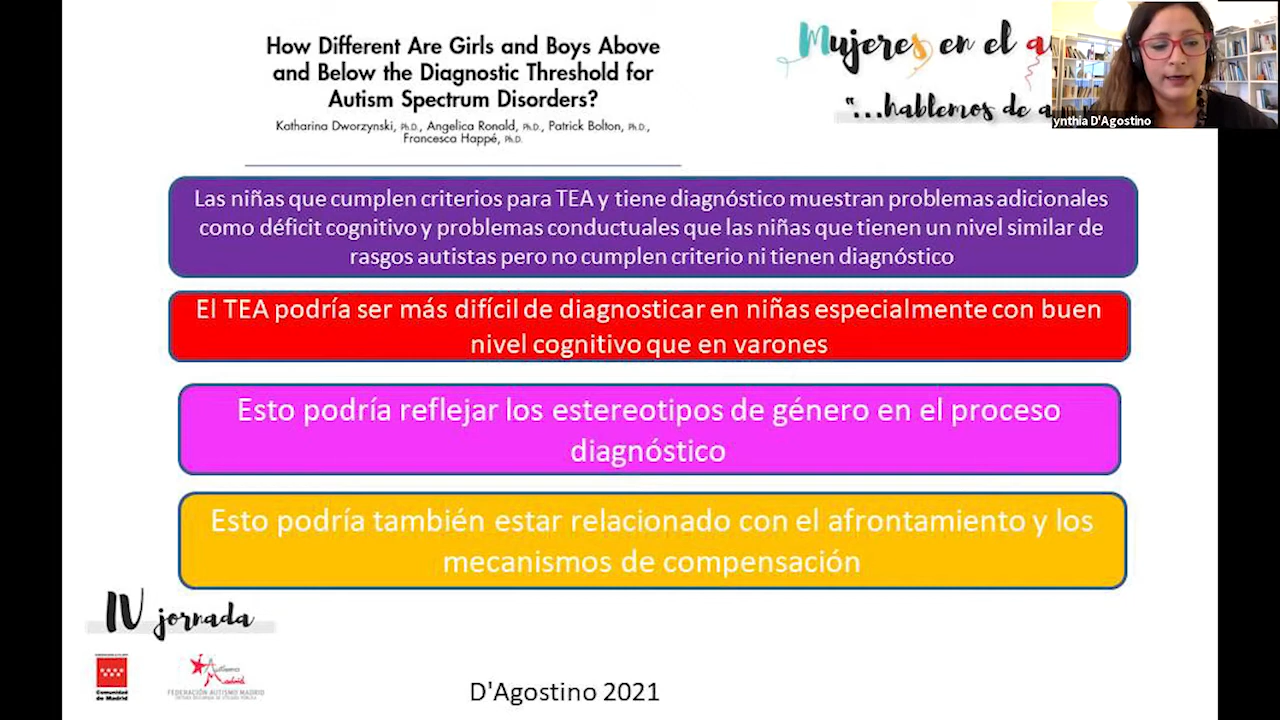 How Different Are Girls and Boys Above
and Below the Diagnostic Threshold for
Autism Spectrum Disorders?
Katharina Dworzynski, Ph.D., Angelica Ronald, Ph.D., Patrick Bolton, Ph.D.,
Francesca Happé, Ph.D.
Mujeres en el a
"...hablemos de a
ynthia D'Agostino
Las niñas que cumplen criterios para TEA y tiene diagnóstico muestran problemas adicionales
como déficit cognitivo y problemas conductuales que las niñas que tienen un nivel similar de
rasgos autistas pero no cumplen criterio ni tienen diagnóstico
El TEA podría ser más difícil de diagnosticar en niñas especialmente con buen
nivel cognitivo que en varones
Esto podría reflejar los estereotipos de género en el proceso
diagnóstico
Esto podría también estar relacionado con el afrontamiento y los
mecanismos de compensación
IV jornada
Comunidad
de Madrid
Autismo
Madrid
FEDERACIÓN AUTISMO MADRID
D'Agostino 2021